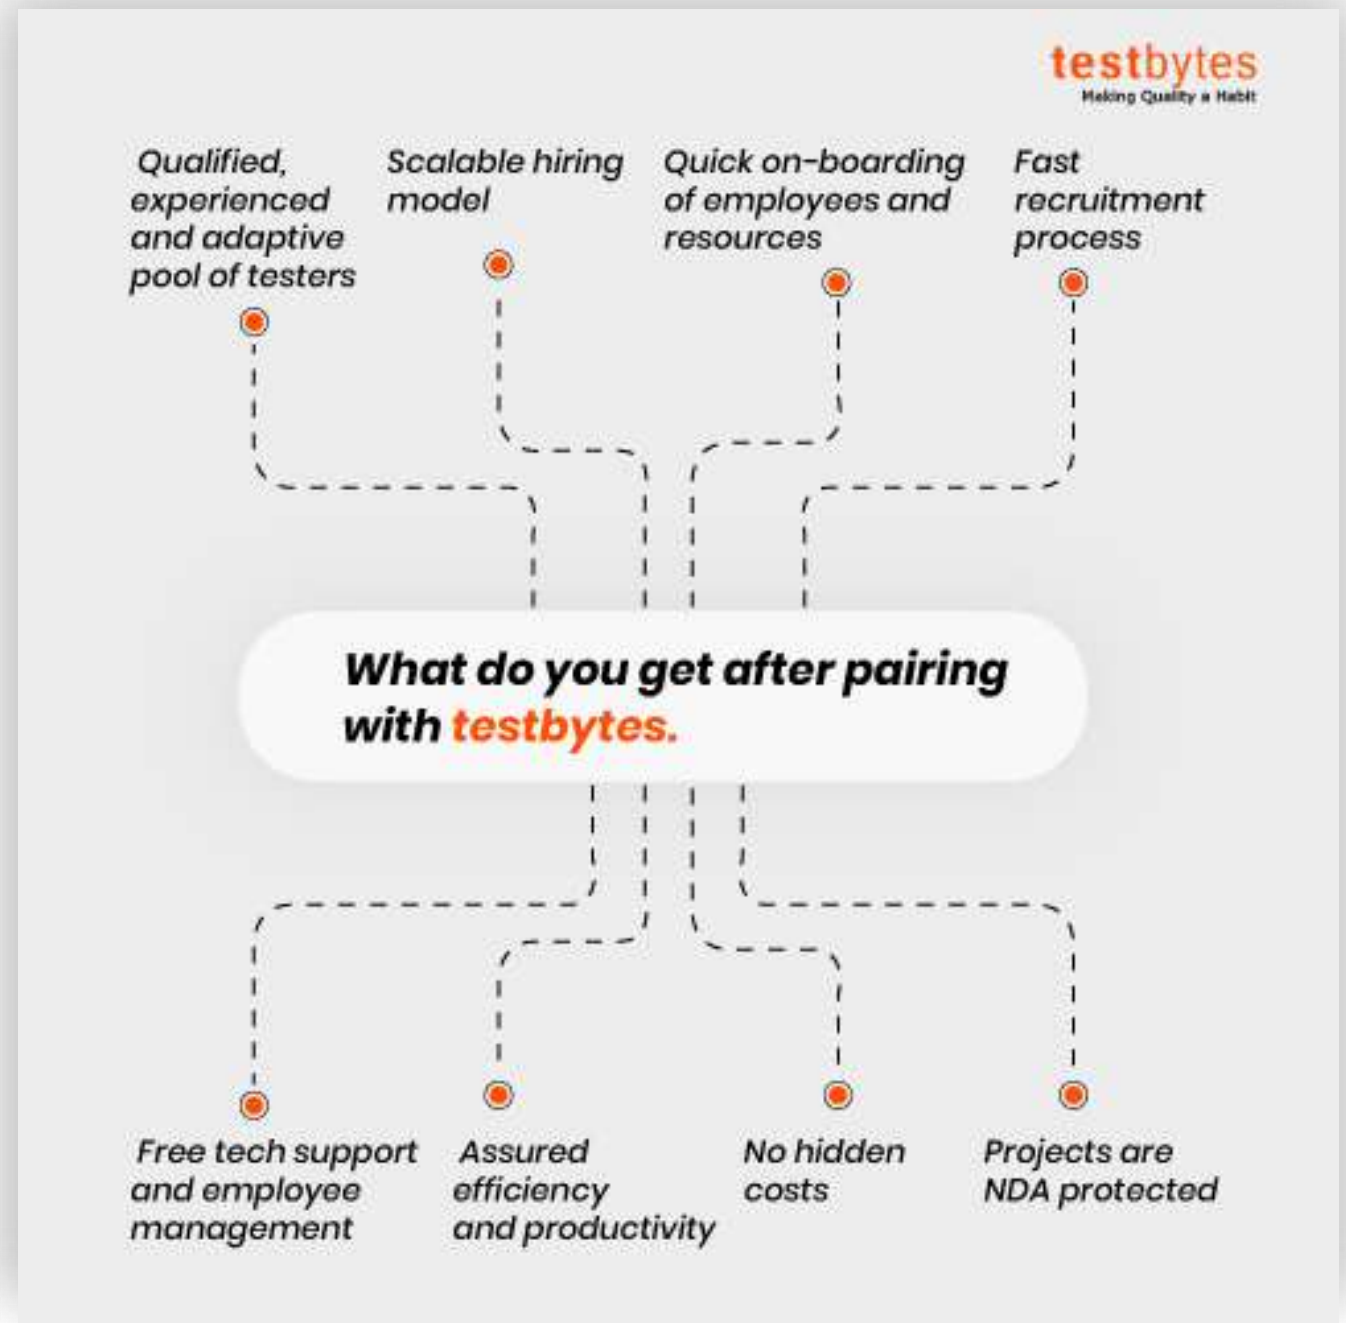 testbytes
Making Quality a Habit
Qualified,
experienced
and adaptive
pool of testers
Scalable hiring
model
Quick on-boarding
of employees and
resources
Fast
recruitment
process
What do you get after pairing
with testbytes.
Free tech support
and employee
management
Assured
efficiency
and productivity
No hidden
costs
Projects are
NDA protected